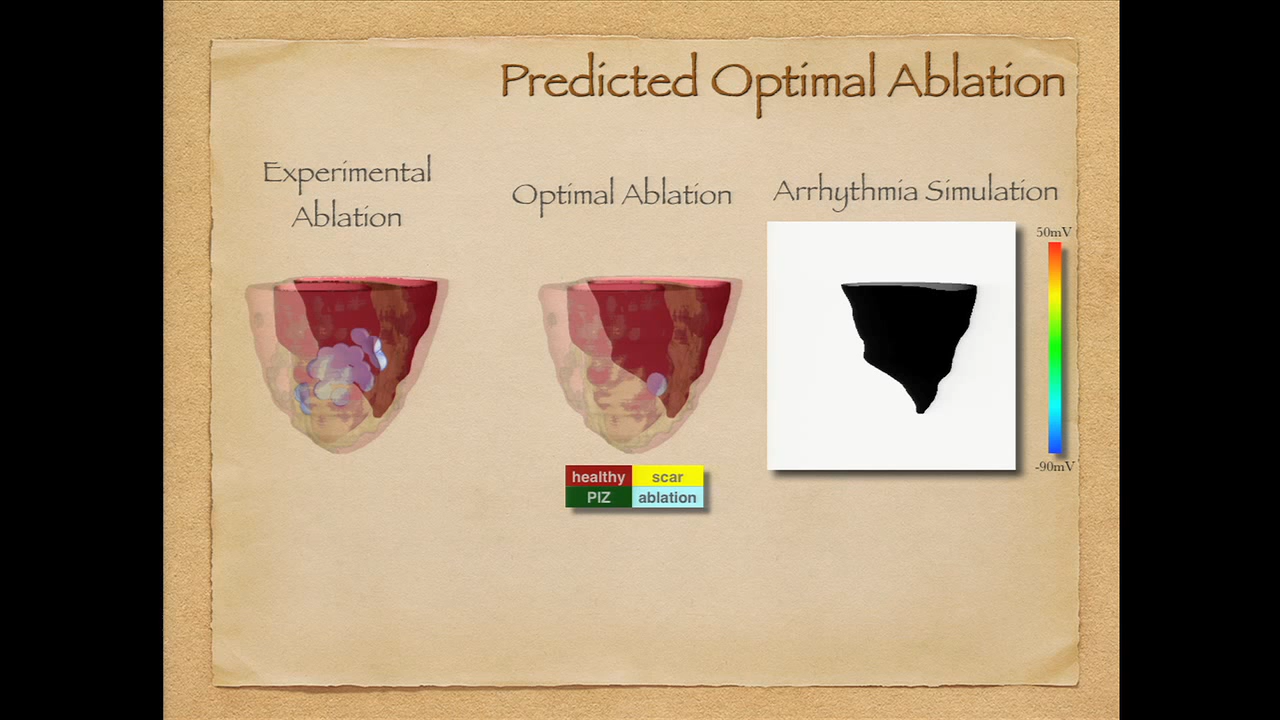 Predicted Optimal Ablation
Experimental
Ablation
Optimal Ablation
Arrhythmia Simulation
50mV
-90mV
healthy scar
PIZ ablation